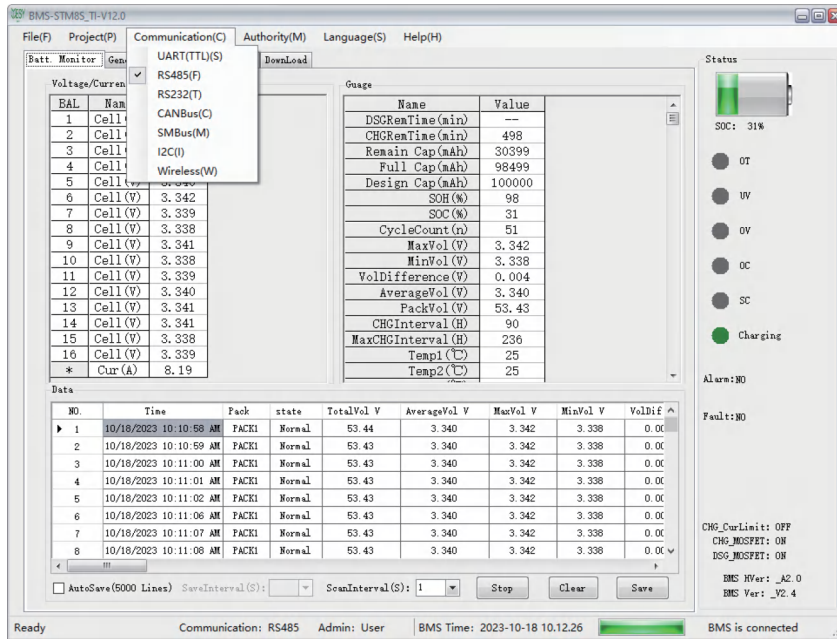 BMS-STM8S_TI-V12.0
File(F) Project(P) Communication(C) Authority(M) Language(S) Help(H)
UART(TTL)(S)
RS485(F)
RS232(T)
CANBus(C)
SMBus(M)
I2C(I)
Wireless(W)
Batt. Monitor DownLoad
Guage
BAL
1
2
3
4
5
6 Cell(V) 3.342
7 Cell(V) 3.339
8 Cell(V) 3.338
9 Cell(V) 3.341
10 Cell(V) 3.338
11 Cell(V) 3.339
12 Cell(V) 3.340
13 Cell(V) 3.341
14 Cell(V) 3.341
15 Cell(V) 3.338
16 Cell(V) 3.339
* Cur(A) 8.19
Name Value
DSGRemTime(min) --
CHGRemTime(min) 498
Remain Cap(mAh) 30399
Full Cap(mAh) 98499
Design Cap(mAh) 100000
SOH(%) 98
SOC(%) 31
CycleCount(n) 51
MaxVol(V) 3.342
MinVol(V) 3.338
VolDifference(V) 0.004
AverageVol(V) 3.340
PackVol(V) 53.43
CHGInterval(H) 90
MaxCHGInterval(H) 236
Temp1(℃) 25
Temp2(℃) 25
Status
SOC: 31%
OT
UV
OV
OC
SC
Charging
Alarm:NO
Fault:NO
CHG_CurLimit: OFF
CHG_MOSFET: ON
DSG_MOSFET: ON
BMS HVer: _A2.0
BMS Ver: _V2.4
Data
NO. Time Pack state TotalVol V AverageVol V MaxVol V MinVol V VolDif
1 10/18/2023 10:10:58 AM PACK1 Normal 53.44 3.340 3.342 3.338 0.00
2 10/18/2023 10:10:59 AM PACK1 Normal 53.43 3.340 3.342 3.338 0.00
3 10/18/2023 10:11:00 AM PACK1 Normal 53.43 3.340 3.342 3.338 0.00
4 10/18/2023 10:11:01 AM PACK1 Normal 53.43 3.340 3.342 3.338 0.00
5 10/18/2023 10:11:02 AM PACK1 Normal 53.43 3.340 3.342 3.338 0.00
6 10/18/2023 10:11:06 AM PACK1 Normal 53.43 3.340 3.342 3.338 0.00
7 10/18/2023 10:11:07 AM PACK1 Normal 53.43 3.340 3.342 3.338 0.00
8 10/18/2023 10:11:08 AM PACK1 Normal 53.43 3.340 3.342 3.338 0.00
AutoSave(5000 Lines) SaveInterval(S): ScanInterval(S): 1 Stop Clear Save
Ready Communication: RS485 Admin: User BMS Time: 2023-10-18 10.12.26 BMS is connected